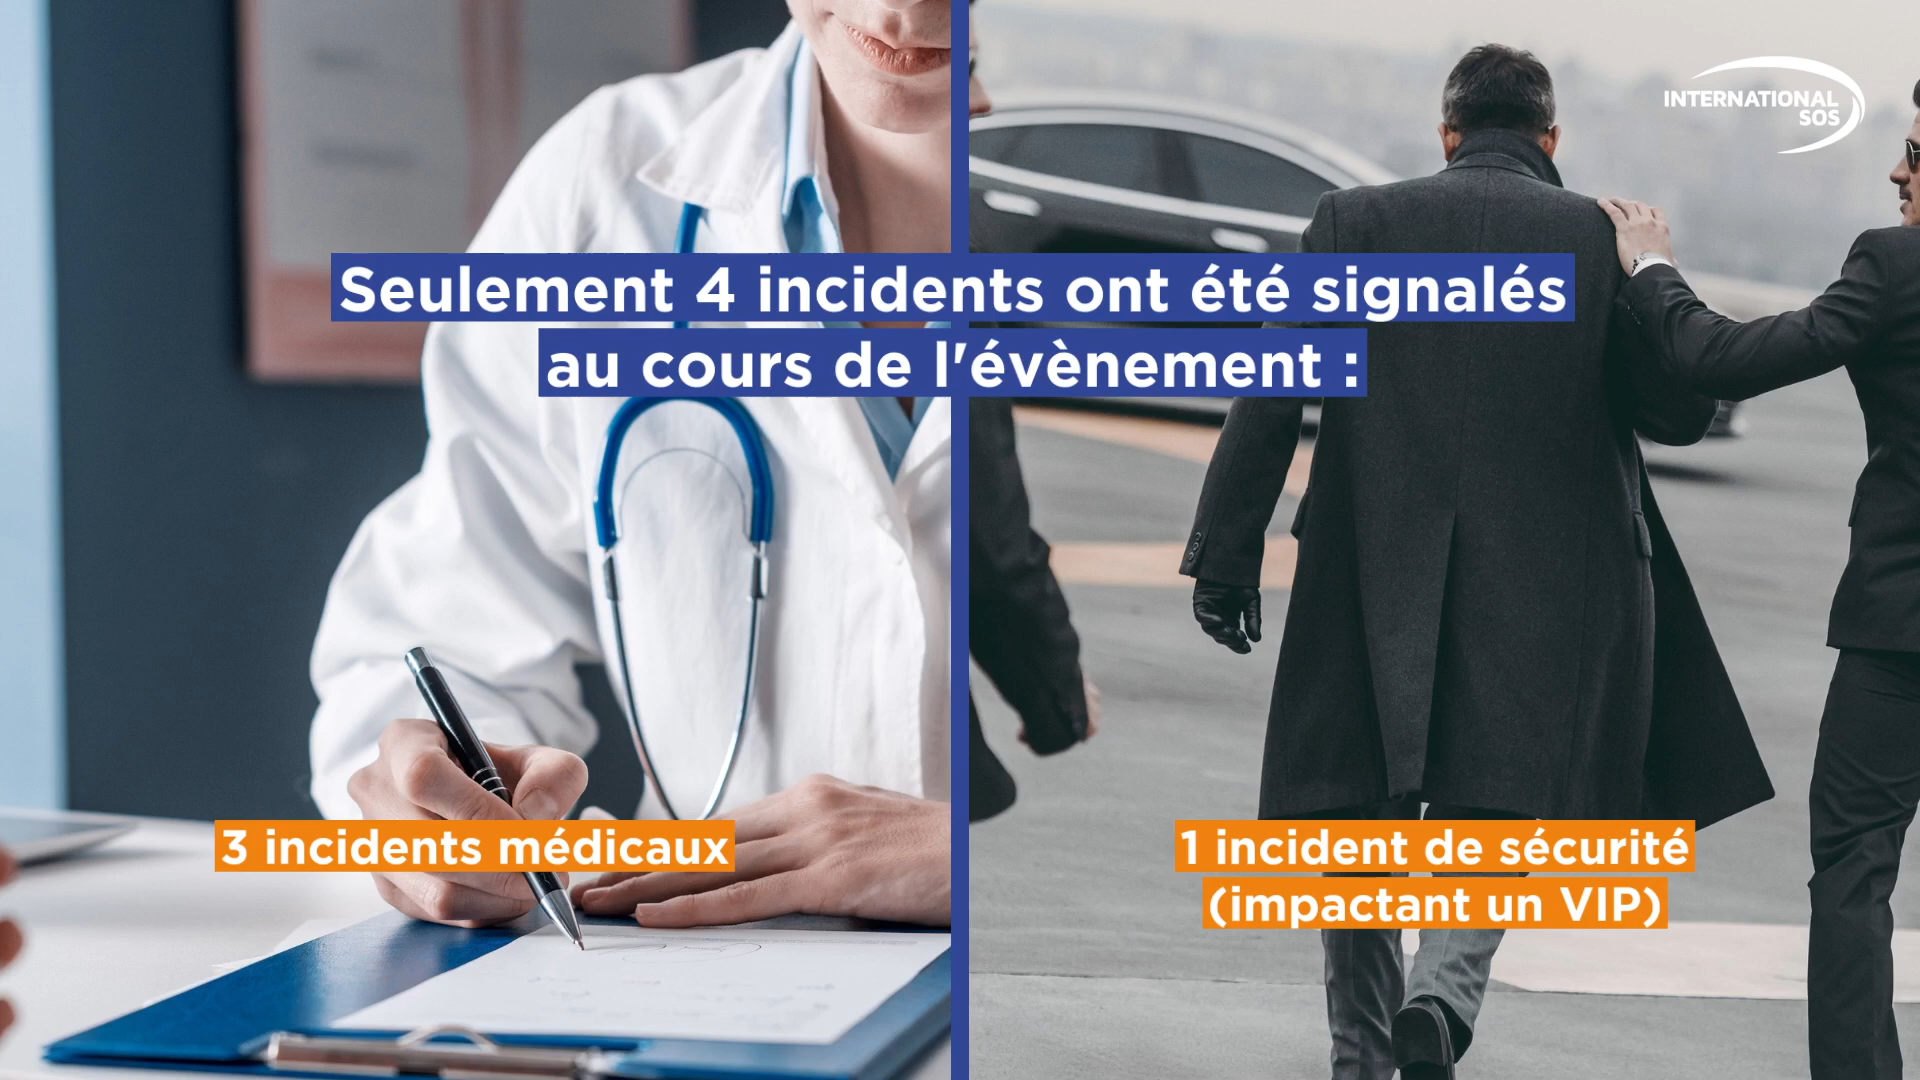 INTERNATIONAL
SOS
Seulement 4 incidents ont été signalés
au cours de l'évènement :
3 incidents médicaux
1 incident de sécurité
(impactant un VIP)